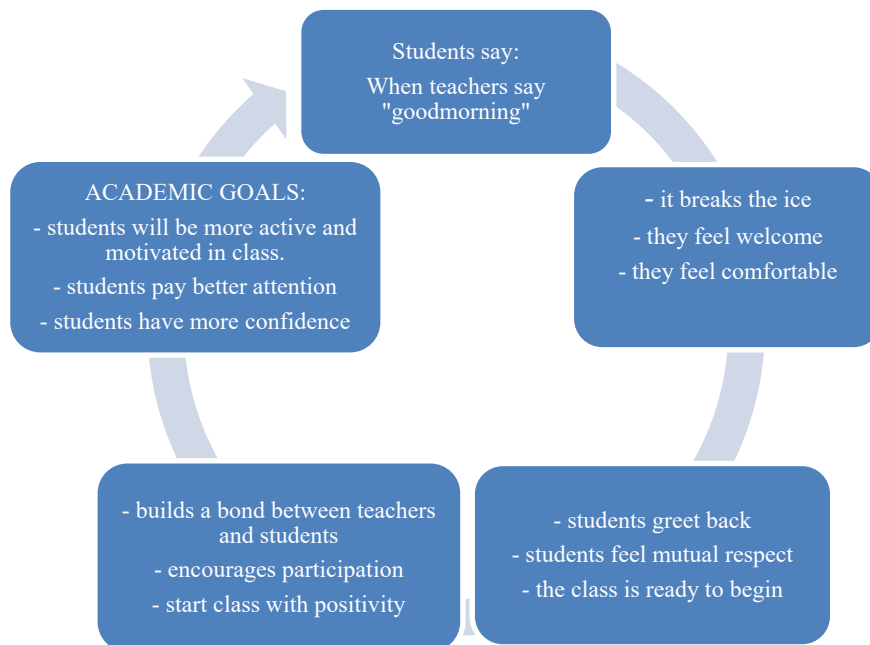 Students say:
When teachers say
"goodmorning"
- it breaks the ice
- they feel welcome
- they feel comfortable
- students greet back
- students feel mutual respect
- the class is ready to begin
- builds a bond between teachers
and students
- encourages participation
- start class with positivity
ACADEMIC GOALS:
- students will be more active and
motivated in class.
- students pay better attention
- students have more confidence